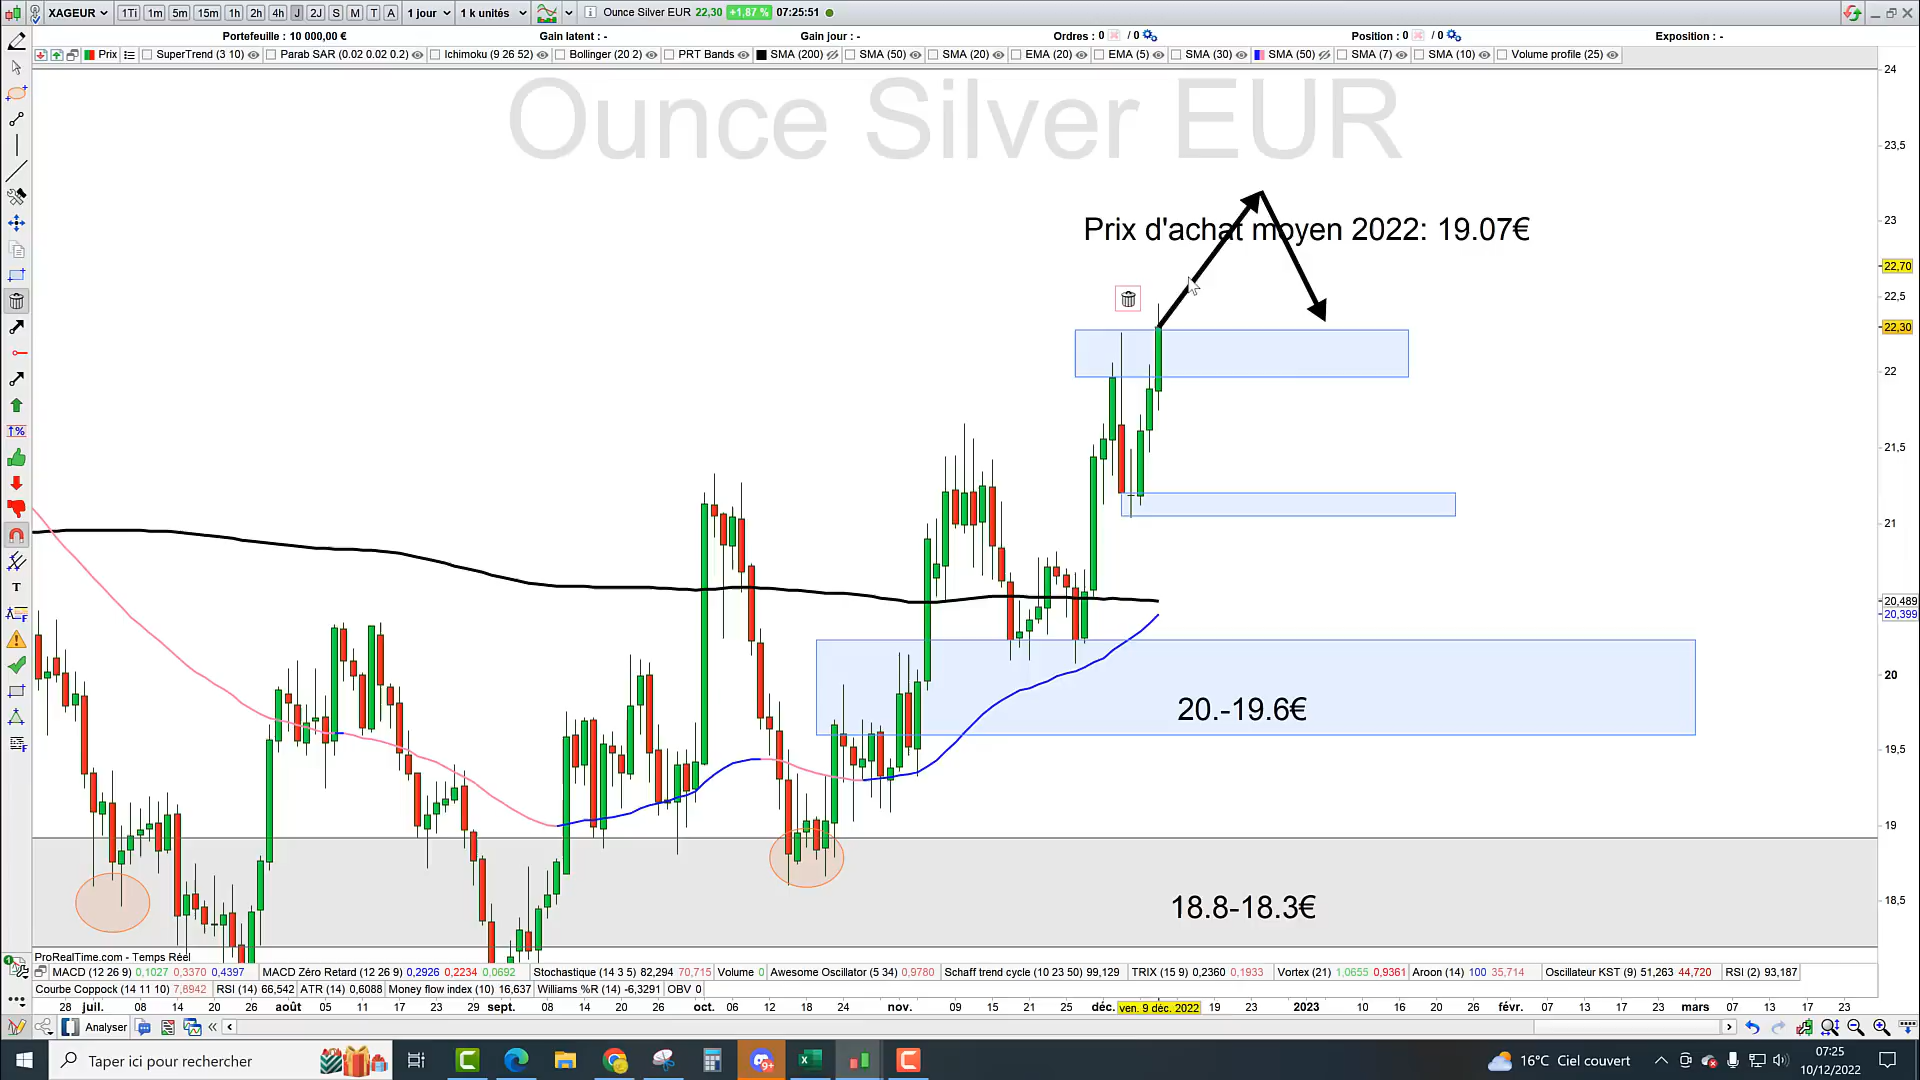 XAGEUR 1Ti 1m 5m 15m 1h 2h 4h J 2J S M T A 1 jour 1 k unités Ounce Silver EUR 22,30 +1,87 % 07:25:51
Portefeuille : 10 000,00 € Gain latent : - Gain jour : - Ordres : 0 / 0 Position : 0 / 0 Exposition : -
Prix SuperTrend (3 10) Parab SAR (0.02 0.02 0.2) Ichimoku (9 26 52) Bollinger (20 2) PRT Bands SMA (200) SMA (50) SMA (20) EMA (20) EMA (5) SMA (30) SMA (50) SMA (7) SMA (10) Volume profile (25)
24
Ounce Silver EUR
23,5
23
Prix d'achat moyen 2022: 19.07€
22,70
22,5
22,30
22
21,5
21
20,489
20,399
20
20.-19.6€
19,5
19
18,5
18.8-18.3€
ProRealTime.com - Temps Réel
MACD (12 26 9) 0,1027 0,3370 0,4397 MACD Zéro Retard (12 26 9) 0,2926 0,2234 0,0692 Stochastique (14 3 5) 82,294 70,715 Volume 0 Awesome Oscillator (5 34) 0,9780 Schaff trend cycle (10 23 50) 99,129 TRIX (15 9) 0,2360 0,1933 Vortex (21) 1,0655 0,9361 Aroon (14) 100 35,714 Oscillateur KST (9) 51,263 44,720 RSI (2) 93,187
Courbe Coppock (14 11 10) 7,8942 RSI (14) 66,542 ATR (14) 0,6088 Money flow index (10) 16,637 Williams %R (14) -6,3291 OBV 0
28 juil. 08 14 20 26 août 05 11 17 23 sept. 08 14 20 26 oct. 06 12 18 24 nov. 09 15 21 25 déc. ven. 9 déc. 2022 19 23 2023 10 16 20 26 févr. 07 13 17 23 mars 07 13 17 23
Analyser
Taper ici pour rechercher 9+ 16°C Ciel couvert 07:25
10/12/2022